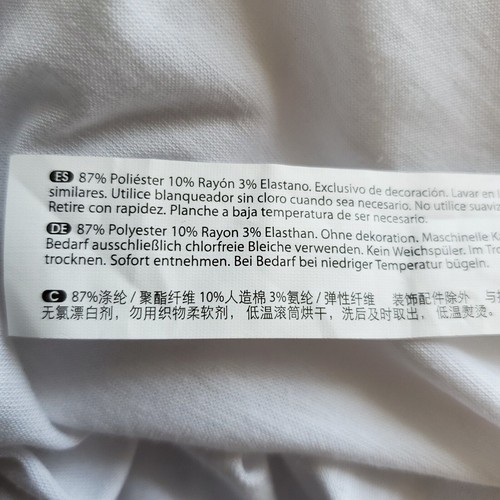 ES 87% Poliéster 10% Rayón 3% Elastano. Exclusivo de decoración. Lavar en
similares. Utilice blanqueador sin cloro cuando sea necesario. No utilice
Retire con rapidez. Planche a baja temperatura de ser necesario.
DE 87% Polyester 10% Rayon 3% Elasthan. Ohne dekoration. Maschinelle
Bedarf ausschließlich chlorfreie Bleiche verwenden. Kein Weichspüler. Im
trocknen. Sofort entnehmen. Bei Bedarf bei niedriger Temperatur bügeln.
C 87%涤纶 / 聚酯纤维 10%人造棉 3%氨纶 / 弹性纤维 装饰配件除外 与
无氯漂白剂，勿用织物柔软剂， 低温滚筒烘干，洗后及时取出， 低温熨烫。